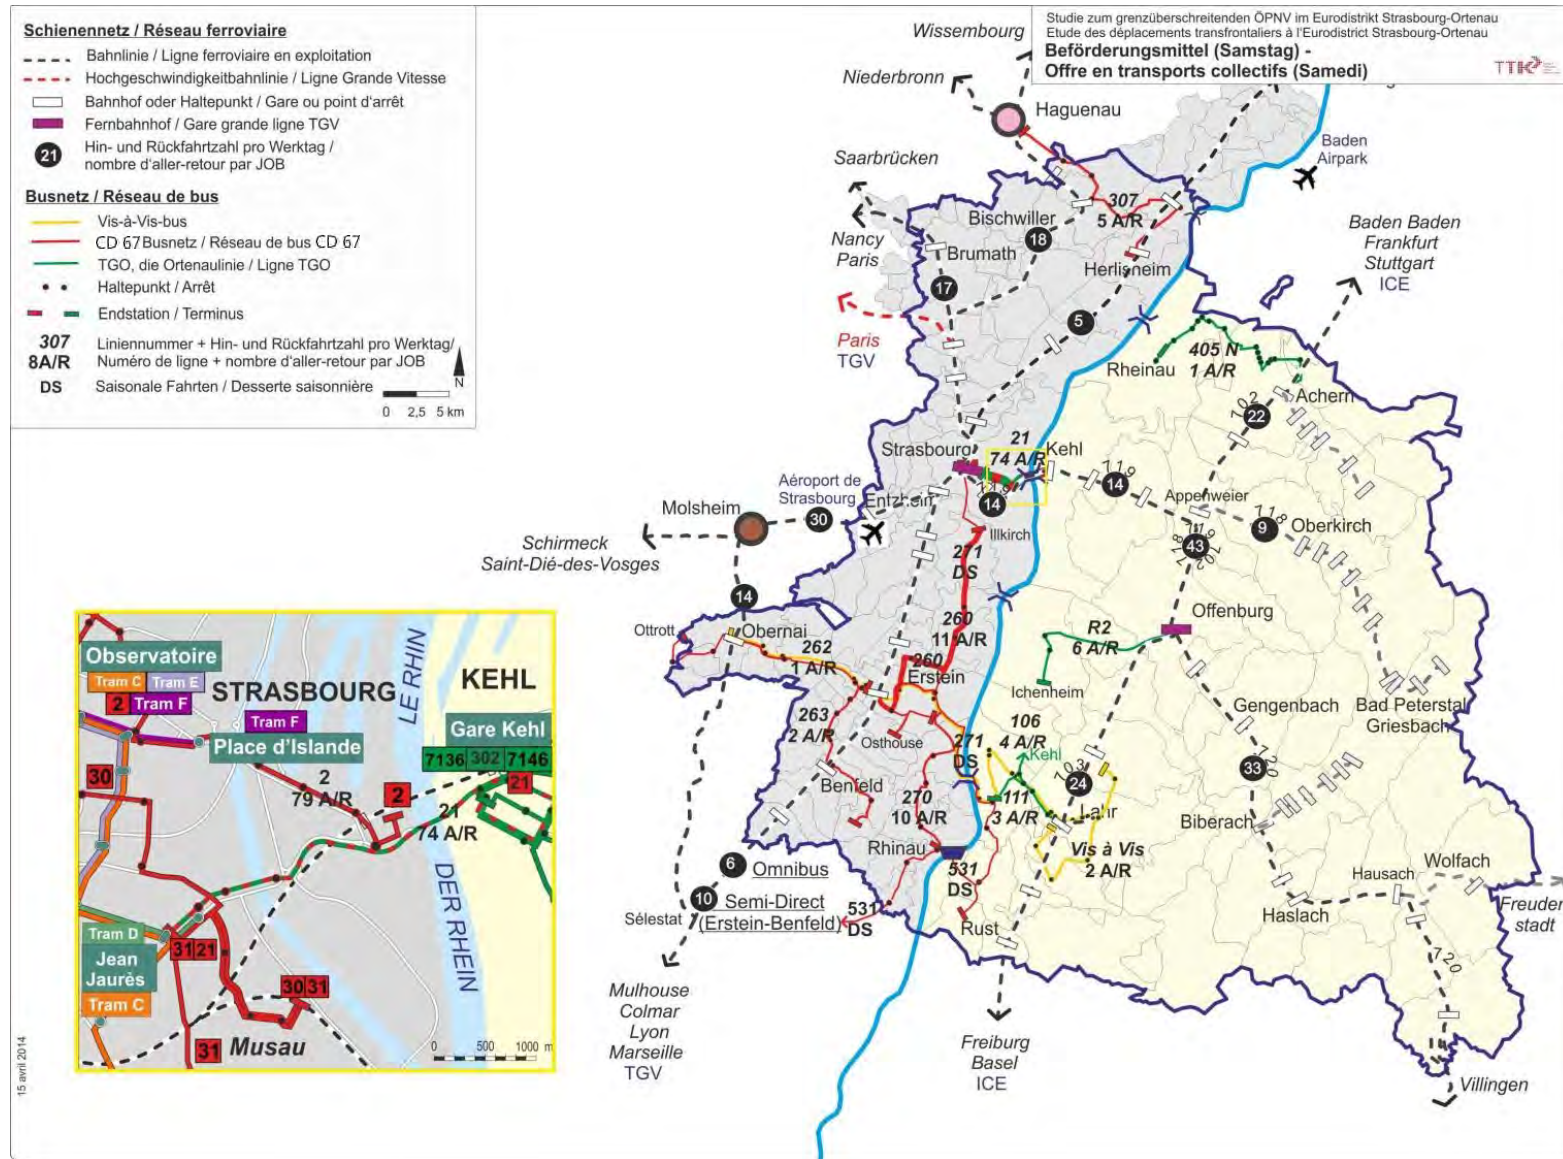 Schienennetz / Réseau ferroviaire
Bahnlinie / Ligne ferroviaire en exploitation
Hochgeschwindigkeitbahnlinie / Ligne Grande Vitesse
Bahnhof oder Haltepunkt / Gare ou point d'arrêt
Fernbahnhof / Gare grande ligne TGV
21
Hin- und Rückfahrtzahl pro Werktag /
nombre d'aller-retour par JOB
Busnetz / Réseau de bus
Vis-à-Vis-bus
CD 67 Busnetz / Réseau de bus CD 67
TGO, die Ortenaulinie / Ligne TGO
Haltepunkt / Arrêt
Endstation / Terminus
307 Liniennummer + Hin- und Rückfahrtzahl pro Werktag/
8A/R Numéro de ligne + nombre d'aller-retour par JOB
DS Saisonale Fahrten / Desserte saisonnière
N
0 2,5 5 km
Studie zum grenzüberschreitenden ÖPNV im Eurodistrikt Strasbourg-Ortenau
Etude des déplacements transfrontaliers à l'Eurodistrict Strasbourg-Ortenau
Beförderungsmittel (Samstag) -
Offre en transports collectifs (Samedi)
TTK
Wissembourg
Niederbronn
Haguenau
Saarbrücken
Baden
Airpark
307
5 A/R
Bischwiller
18
Nancy
Paris
Brumath
Herlisheim
Baden Baden
Frankfurt
Stuttgart
ICE
17
5
Paris
TGV
405 N
1 A/R
Rheinau
Achern
702
22
Strasbourg
21
74 A/R
Kehl
719
14
719
14
Aéroport de
Strasbourg
Entzheim
Molsheim
30
Appenweier
718
9
Oberkirch
Illkirch
Schirmeck
Saint-Dié-des-Vosges
271
DS
719
718
702
43
14
Offenburg
Ottrott
Obernai
262
1 A/R
260
11 A/R
260
Erstein
R2
6 A/R
Ichenheim
Gengenbach
Bad Peterstal
Griesbach
263
2 A/R
Osthouse
271
DS
106
4 A/R
Kehl
703
24
33
720
Benfeld
270
10 A/R
111
3 A/R
Lahr
Biberach
Rhinau
Vis à Vis
2 A/R
6
Omnibus
531
DS
Hausach
Wolfach
10
Semi-Direct
(Erstein-Benfeld)
Sélestat
531
DS
Rust
Haslach
Freuden
stadt
720
Mulhouse
Colmar
Lyon
Marseille
TGV
Freiburg
Basel
ICE
Villingen
Observatoire
Tram C
Tram E
2
Tram F
STRASBOURG
LE RHIN
KEHL
Tram F
Place d'Islande
Gare Kehl
7136 302 7146
21
30
2
79 A/R
2
21
74 A/R
DER RHEIN
Tram D
Jean
Jaurès
Tram C
31 21
30 31
31
Musau
0 500 1000 m
15 avril 2014